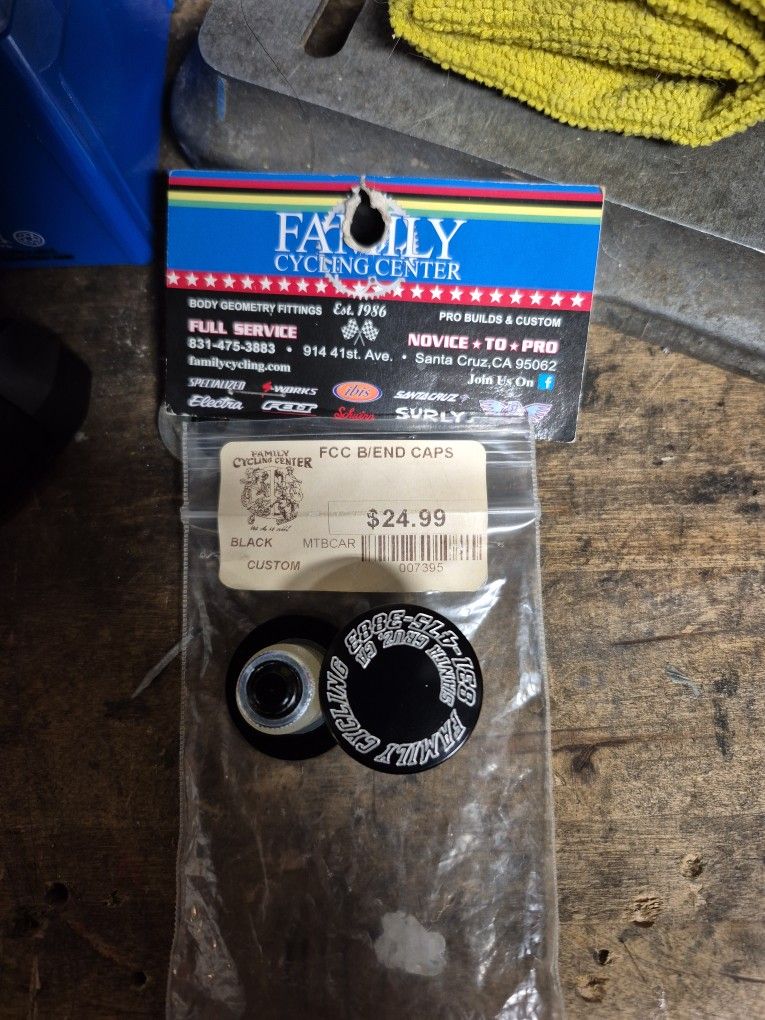 FAMILY
CYCLING CENTER
BODY GEOMETRY FITTINGS Est. 1986 PRO BUILDS & CUSTOM
FULL SERVICE NOVICE ★ TO ★ PRO
831-475-3883 • 914 41st. Ave. • Santa Cruz,CA 95062
familycycling.com Join Us On f
SPECIALIZED S-WORKS ibis SANTA CRUZ
Electra FELT Schwinn SURLY
FCC B/END CAPS
FAMILY
CYCLING CENTER
$24.99
BLACK MTBCAR
CUSTOM 007395
FAMILY CYCLING 831-475-3883
SANTA CRUZ, CA